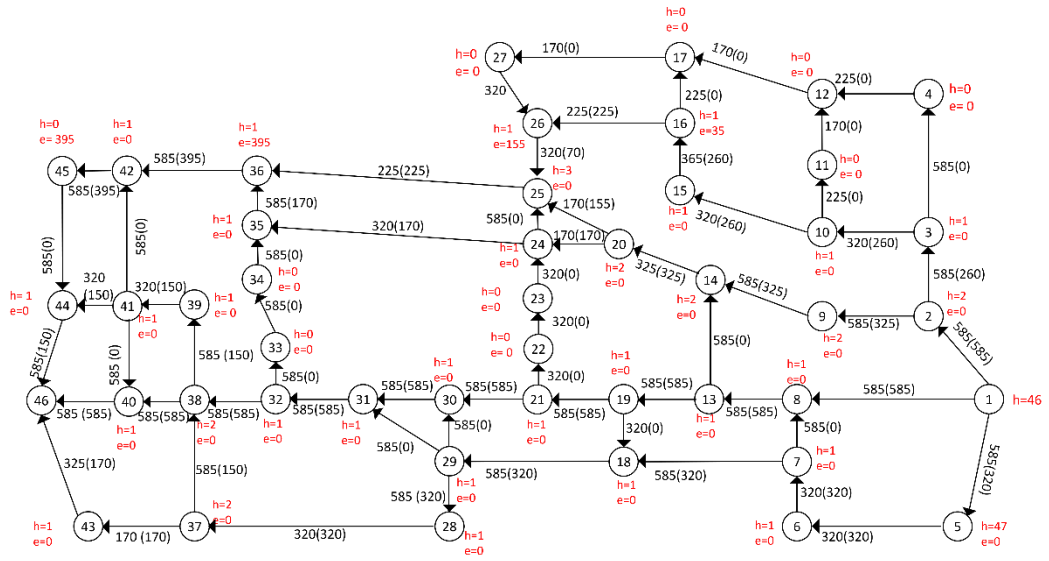 h=0
e= 0
27
170(0)
h=0
e= 0
17
170(0)
h=0
e= 0
12
225(0)
4
h=0
e= 0
320
225(0)
h=1
e=155
26
225(225)
16
h=1
e=35
170(0)
585(0)
h=0
e= 395
h=1
e=0
h=1
e=395
320(70)
365(260)
11
h=0
e= 0
45
585(395)
42
585(395)
36
225(225)
h=3
e=0
25
15
h=1
e=0
225(0)
585(170)
170(155)
320(260)
585(0)
585(0)
h=1
e=0
35
320(170)
585(0)
h=1
e=0
24
170(170)
20
h=2
e=0
10
h=1
e=0
320(260)
3
h=1
e=0
585(0)
325(325)
585(260)
320
(150)
320(150)
34
h=0
e=0
320(0)
14
h=2
e=0
585(325)
h= 1
e=0
44
41
h=1
e=0
39
h=1
e= 0
585(0)
h=0
e=0
23
9
h=2
e=0
585(325)
2
h=2
e=0
585(150)
585 (0)
585 (150)
33
h=0
e=0
320(0)
h=0
e= 0
22
585(0)
585(585)
585(0)
320(0)
h=1
e=0
h=1
e=0
h=1
e=0
46
585 (585)
40
h=1
e=0
585(585)
38
h=2
e=0
585(585)
32
h=1
e=0
585(585)
31
h=1
e=0
585(585)
30
585(585)
21
h=1
e=0
585(585)
19
585(585)
13
h=1
e=0
585(585)
8
585(585)
1
h=46
585(0)
585(0)
320(0)
585(0)
325(170)
585(150)
29
h=1
e=0
585(320)
18
h=1
e=0
585(320)
7
h=1
e=0
585(320)
585 (320)
320(320)
h=1
e=0
43
170 (170)
37
h=2
e=0
320(320)
28
h=1
e=0
h=1
e=0
6
320(320)
5
h=47
e=0